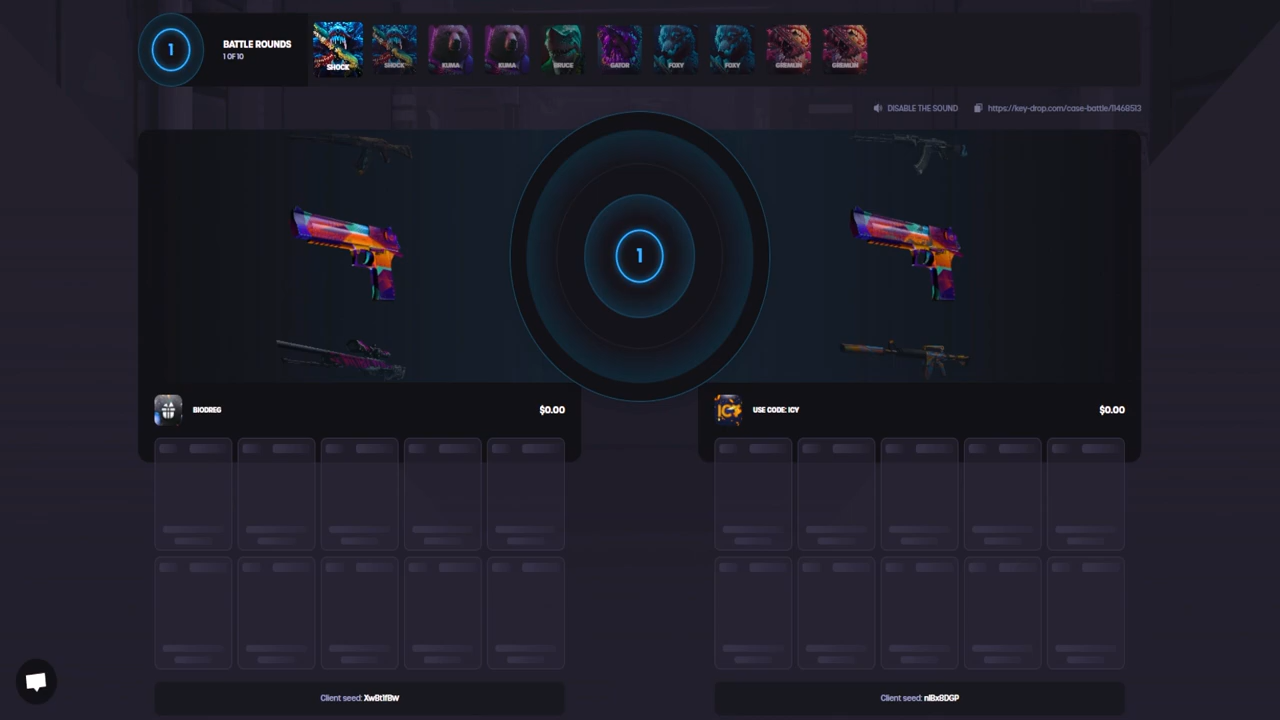 1
BATTLE ROUNDS
1 OF 10
SHOCK
SHOCK
KUMA
KUMA
BRUCE
GATOR
FOXY
FOXY
GREMLIN
GREMLIN
DISABLE THE SOUND
https://key-drop.com/case-battle/11468513
1
BIODREG
$0.00
USE CODE: ICY
$0.00
Client seed: XwBt1fBw
Client seed: nlBxBDGP